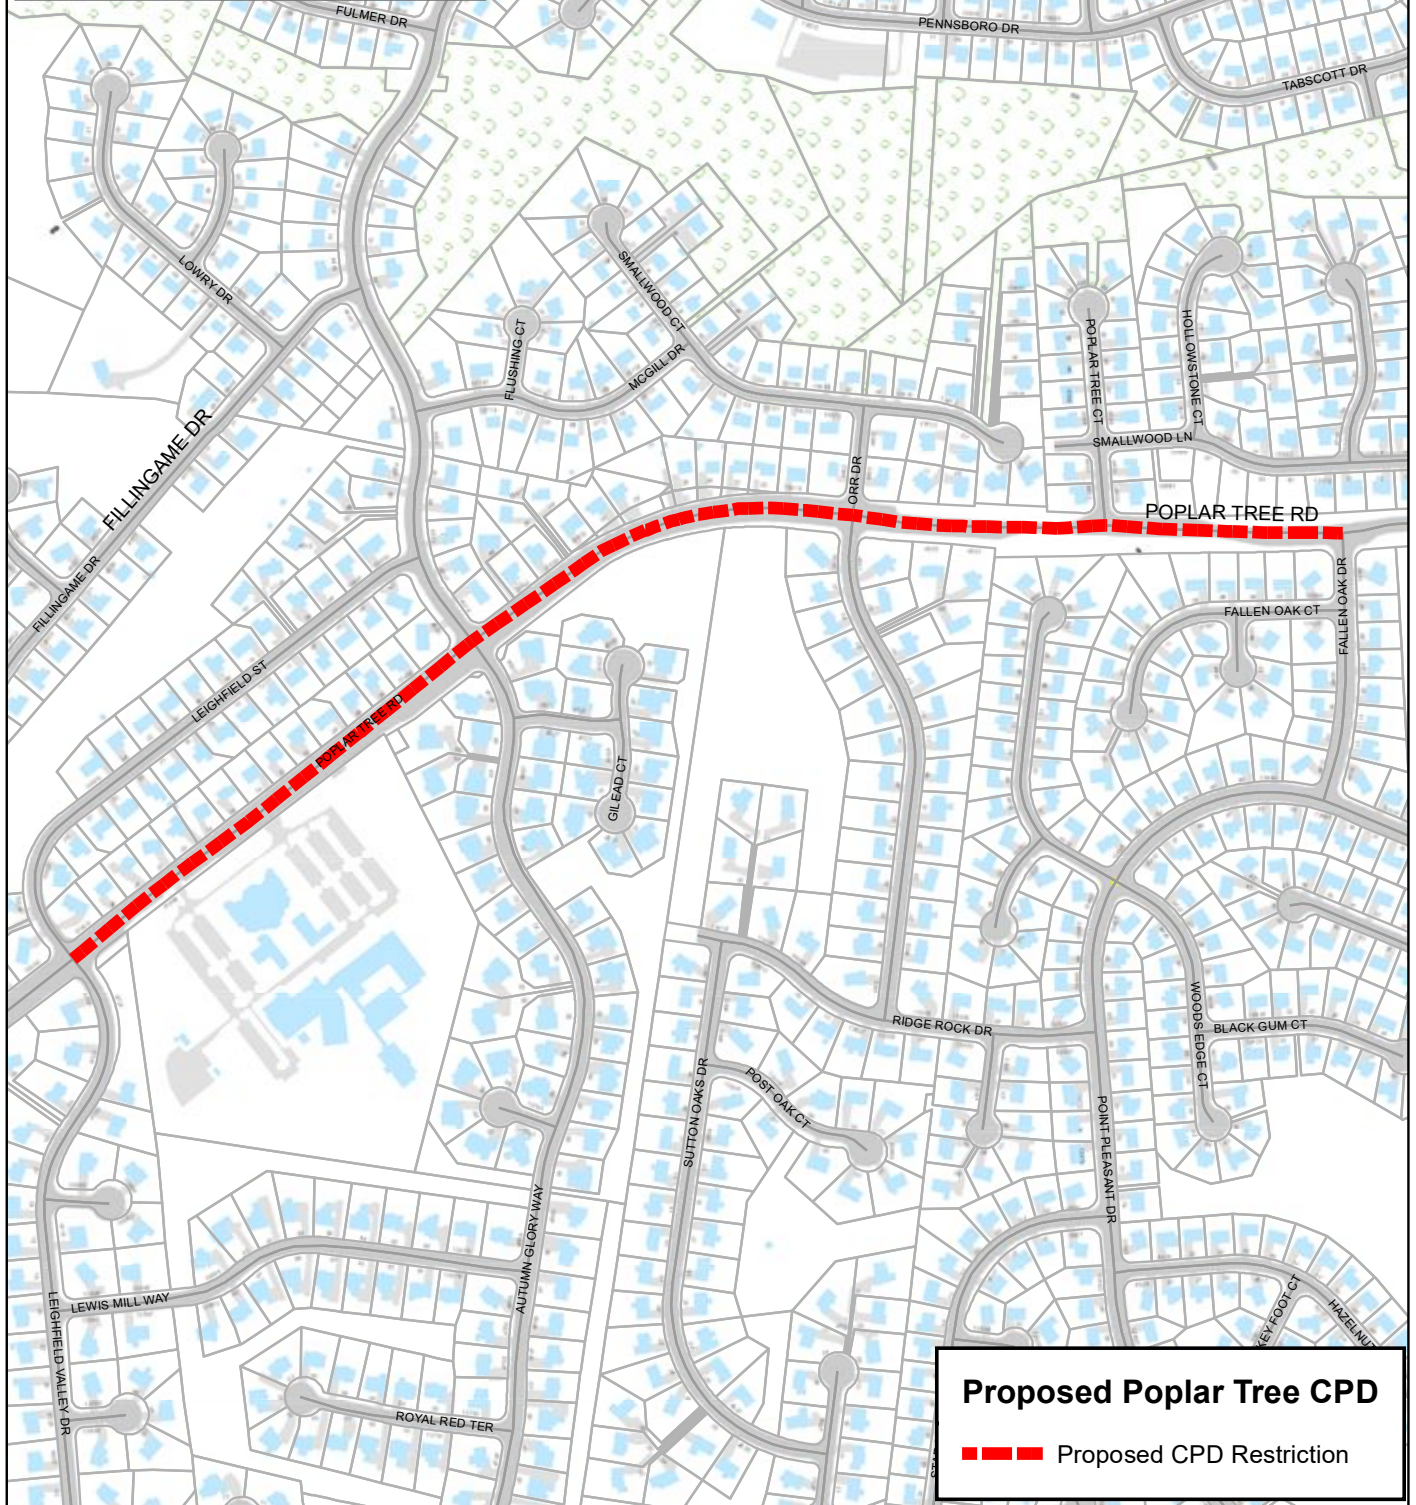 FULMER DR
PENNSBORO DR
TABSCOTT DR
LOWRY DR
SMALLWOOD CT
FLUSHING CT
MCGILL DR
POPLAR TREE CT
HOLLOWSTONE CT
SMALLWOOD LN
FILLINGAME DR
ORR DR
POPLAR TREE RD
FILLINGAME DR
FALLEN OAK DR
FALLEN OAK CT
LEIGHFIELD ST
POPLAR TREE RD
GILEAD CT
RIDGE ROCK DR
WOODS EDGE CT
BLACK GUM CT
SUTTON OAKS DR
POST OAK CT
POINT PLEASANT DR
AUTUMN GLORY WAY
LEWIS MILL WAY
LEIGHFIELD VALLEY DR
KEY FOOT CT
HAZELNUT
ROYAL RED TER
Proposed Poplar Tree CPD
Proposed CPD Restriction